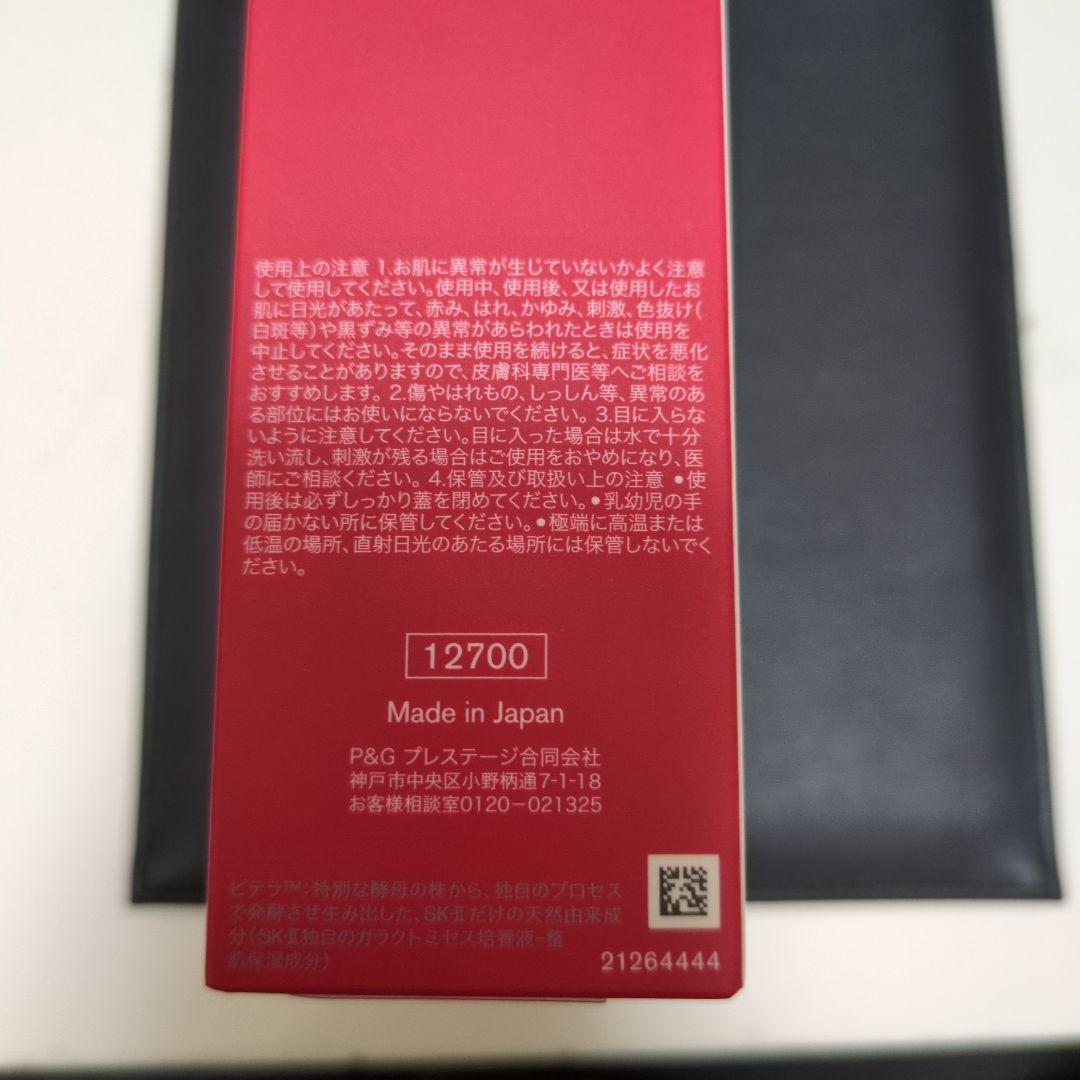 使用上の注意 1.お肌に異常が生じていないかよく注意
して使用してください。使用中、使用後、又は使用したお
肌に日光があたって、赤み、はれ、かゆみ、刺激、色抜け(
白斑等)や黒ずみ等の異常があらわれたときは使用を
中止してください。そのまま使用を続けると、症状を悪化
させることがありますので、皮膚科専門医等へご相談を
おすすめします。 2.傷やはれもの、しっしん等、異常のあ
る部位にはお使いにならないでください。 3.目に入らな
いように注意してください。目に入った場合は水で十分
洗い流し、刺激が残る場合はご使用をおやめになり、医
師にご相談ください。 4.保管及び取扱い上の注意 ●使
用後は必ずしっかり蓋を閉めてください。●乳幼児の手
の届かない所に保管してください。●極端に高温または
低温の場所、直射日光のあたる場所には保管しないでく
ださい。
12700
Made in Japan
P&G プレステージ合同会社
神戸市中央区小野柄通7-1-18
お客様相談室0120-021325
ピテラ™:特別な酵母の株から、独自のプロセス
で発酵させ生み出した、SK-IIだけの天然由来成
分(SK-II独自のガラクトミセス培養液-整
肌保湿成分)
21264444